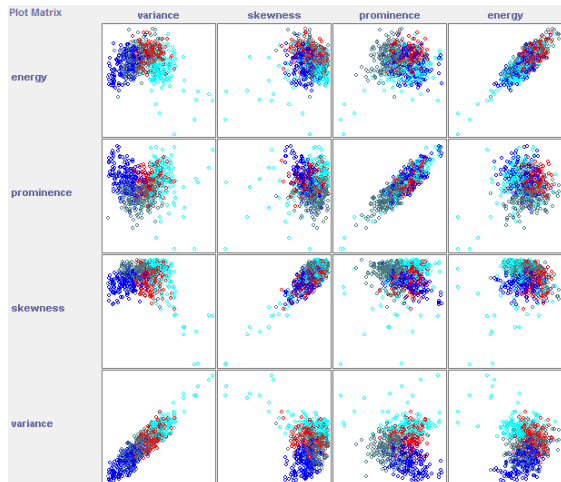 Plot Matrix
variance skewness prominence energy
energy
prominence
skewness
variance